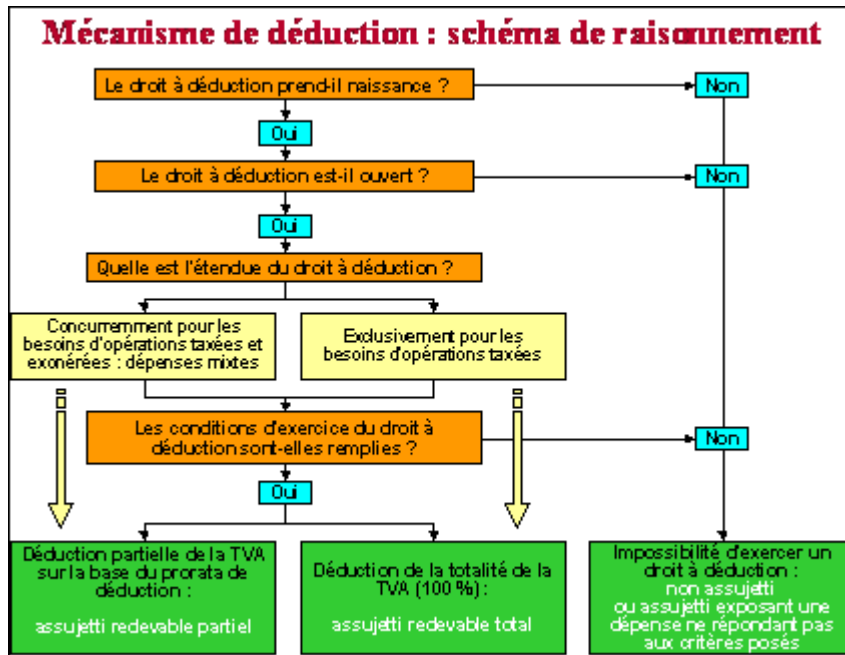 Mécanisme de déduction : schéma de raisonnement
Le droit à déduction prend-il naissance ?
Non
Oui
Le droit à déduction est-il ouvert ?
Non
Oui
Quelle est l'étendue du droit à déduction ?
Concurremment pour les
besoins d'opérations taxées et
exonérées : dépenses mixtes
Exclusivement pour les
besoins d'opérations taxées
Les conditions d'exercice du droit à
déduction sont-elles remplies ?
Non
Oui
Déduction partielle de la TVA
sur la base du prorata de
déduction :
assujetti redevable partiel
Déduction de la totalité de la
TVA (100 %) :
assujetti redevable total
Impossibilité d'exercer un
droit à déduction :
non assujetti
ou assujetti exposant une
dépense ne répondant pas
aux critères posés